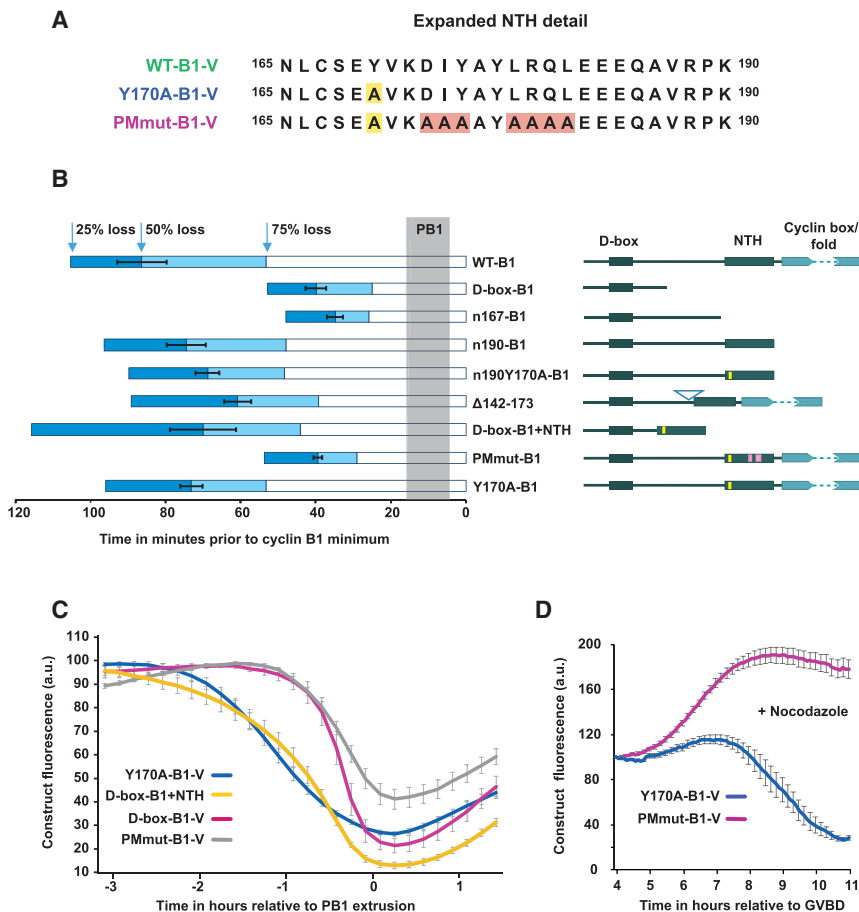 A
Expanded NTH detail
WT-B1-V 165 N L C S E Y V K D I Y A Y L R Q L E E E Q A V R P K 190
Y170A-B1-V 165 N L C S E A V K D I Y A Y L R Q L E E E Q A V R P K 190
PMmut-B1-V 165 N L C S E A V K A A A A Y A A A A E E E Q A V R P K 190
B
25% loss 50% loss 75% loss PB1
D-box NTH Cyclin box/
fold
WT-B1
D-box-B1
n167-B1
n190-B1
n190Y170A-B1
Δ142-173
D-box-B1+NTH
PMmut-B1
Y170A-B1
120 100 80 60 40 20 0
Time in minutes prior to cyclin B1 minimum
C
Construct fluorescence (a.u.)
110
100
90
80
70
60
50
40
30
20
10
Y170A-B1-V
D-box-B1+NTH
D-box-B1-V
PMmut-B1-V
-3 -2 -1 0 1
Time in hours relative to PB1 extrusion
D
Construct fluorescence (a.u.)
200
160
120
80
40
0
+ Nocodazole
Y170A-B1-V
PMmut-B1-V
4 5 6 7 8 9 10 11
Time in hours relative to GVBD